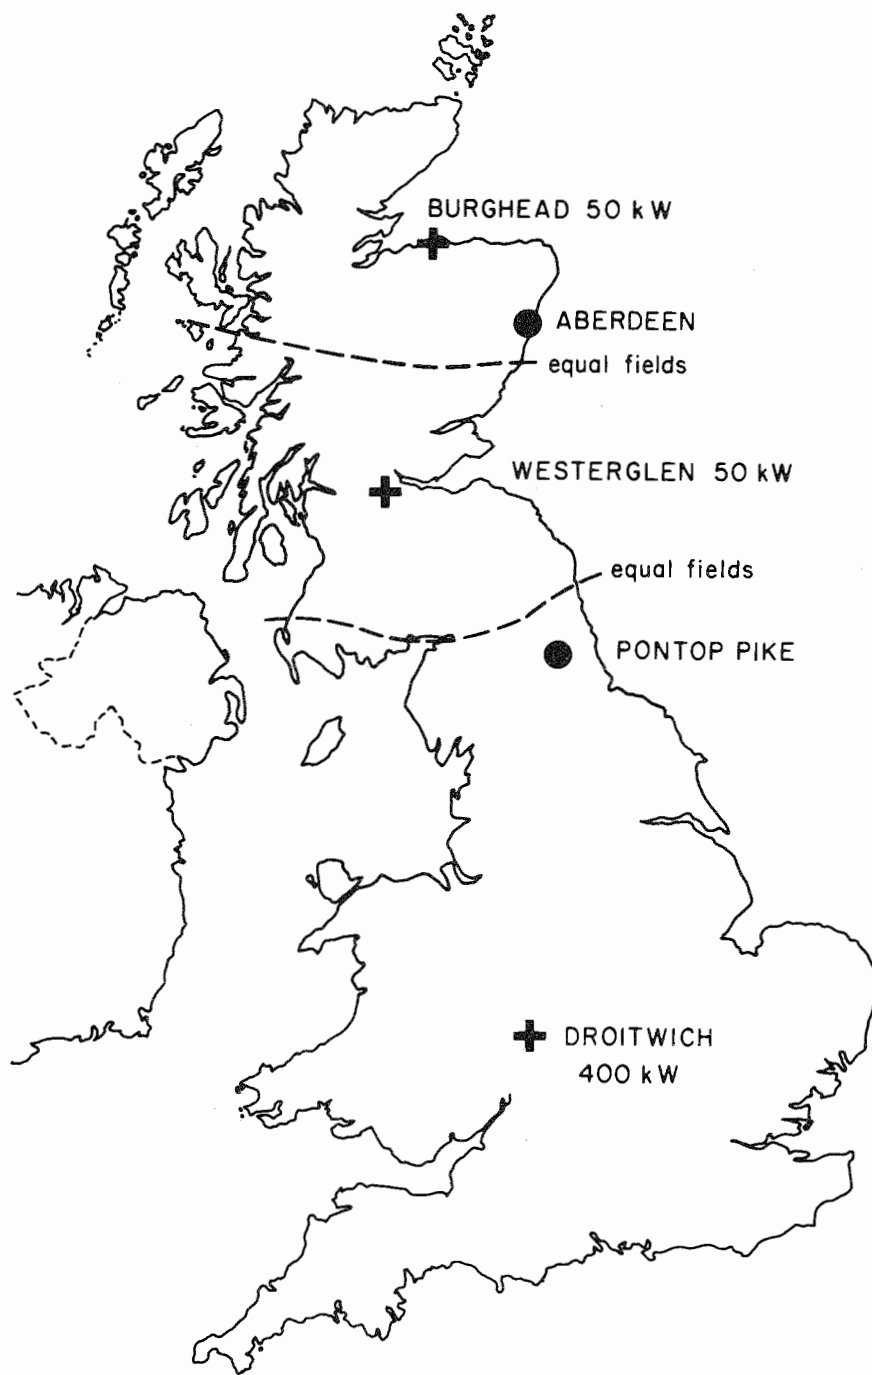 BURGHEAD 50 kW
ABERDEEN
equal fields
WESTERGLEN 50 kW
equal fields
PONTOP PIKE
DROITWICH
400 kW